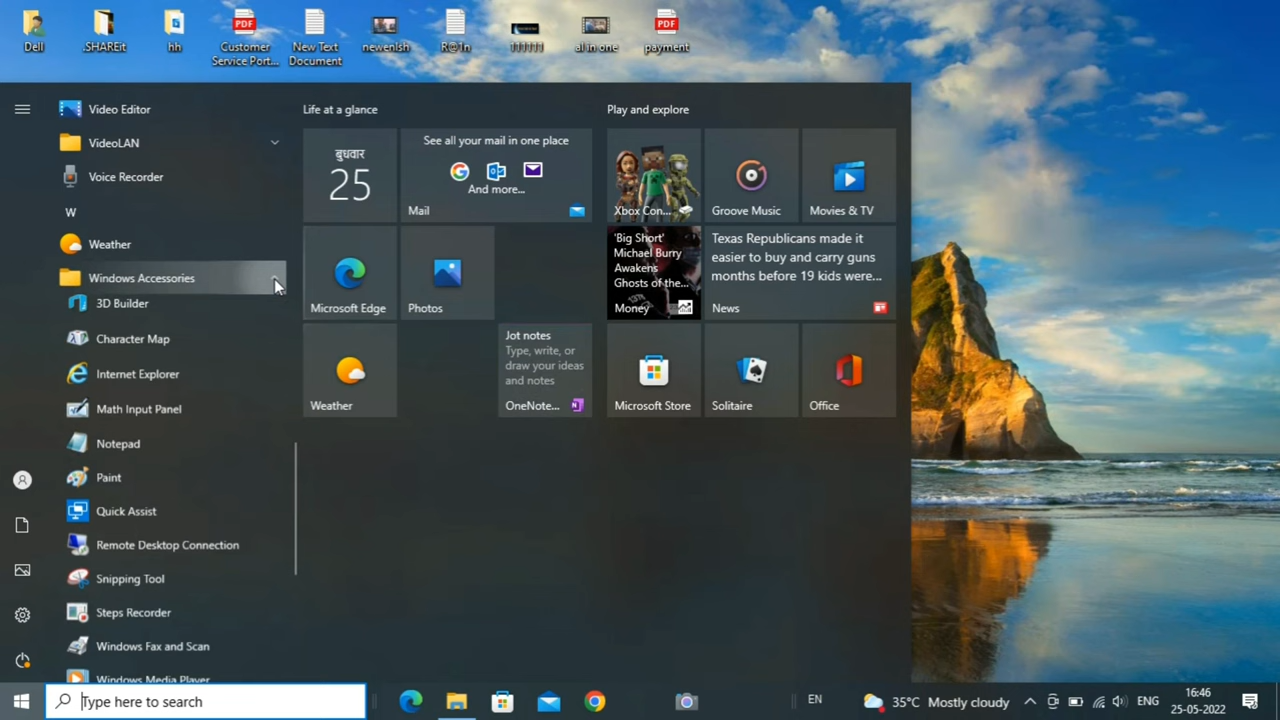 Dell
.SHAREit
hh
Customer
Service Port...
New Text
Document
newenlsh
R@1n
111111
al in one
payment
Video Editor
VideoLAN
Voice Recorder
W
Weather
Windows Accessories
3D Builder
Character Map
Internet Explorer
Math Input Panel
Notepad
Paint
Quick Assist
Remote Desktop Connection
Snipping Tool
Steps Recorder
Windows Fax and Scan
Windows Media Player
Life at a glance
बुधवार
25
See all your mail in one place
And more...
Mail
Microsoft Edge
Photos
Weather
Jot notes
Type, write, or
draw your ideas
and notes
OneNote...
Play and explore
Xbox Con...
Groove Music
Movies & TV
'Big Short'
Michael Burry
Awakens
Ghosts of the...
Money
Texas Republicans made it
easier to buy and carry guns
months before 19 kids were...
News
Microsoft Store
Solitaire
Office
Type here to search
EN
35°C Mostly cloudy
ENG
16:46
25-05-2022